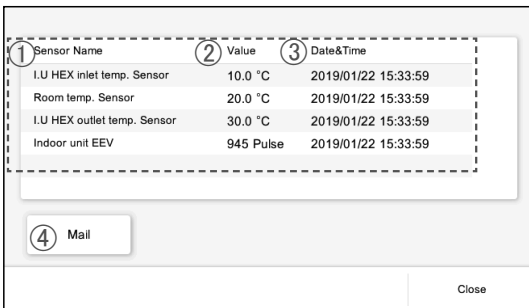 ① Sensor Name ② Value ③ Date&Time
I.U HEX inlet temp. Sensor 10.0 °C 2019/01/22 15:33:59
Room temp. Sensor 20.0 °C 2019/01/22 15:33:59
I.U HEX outlet temp. Sensor 30.0 °C 2019/01/22 15:33:59
Indoor unit EEV 945 Pulse 2019/01/22 15:33:59
④ Mail
Close